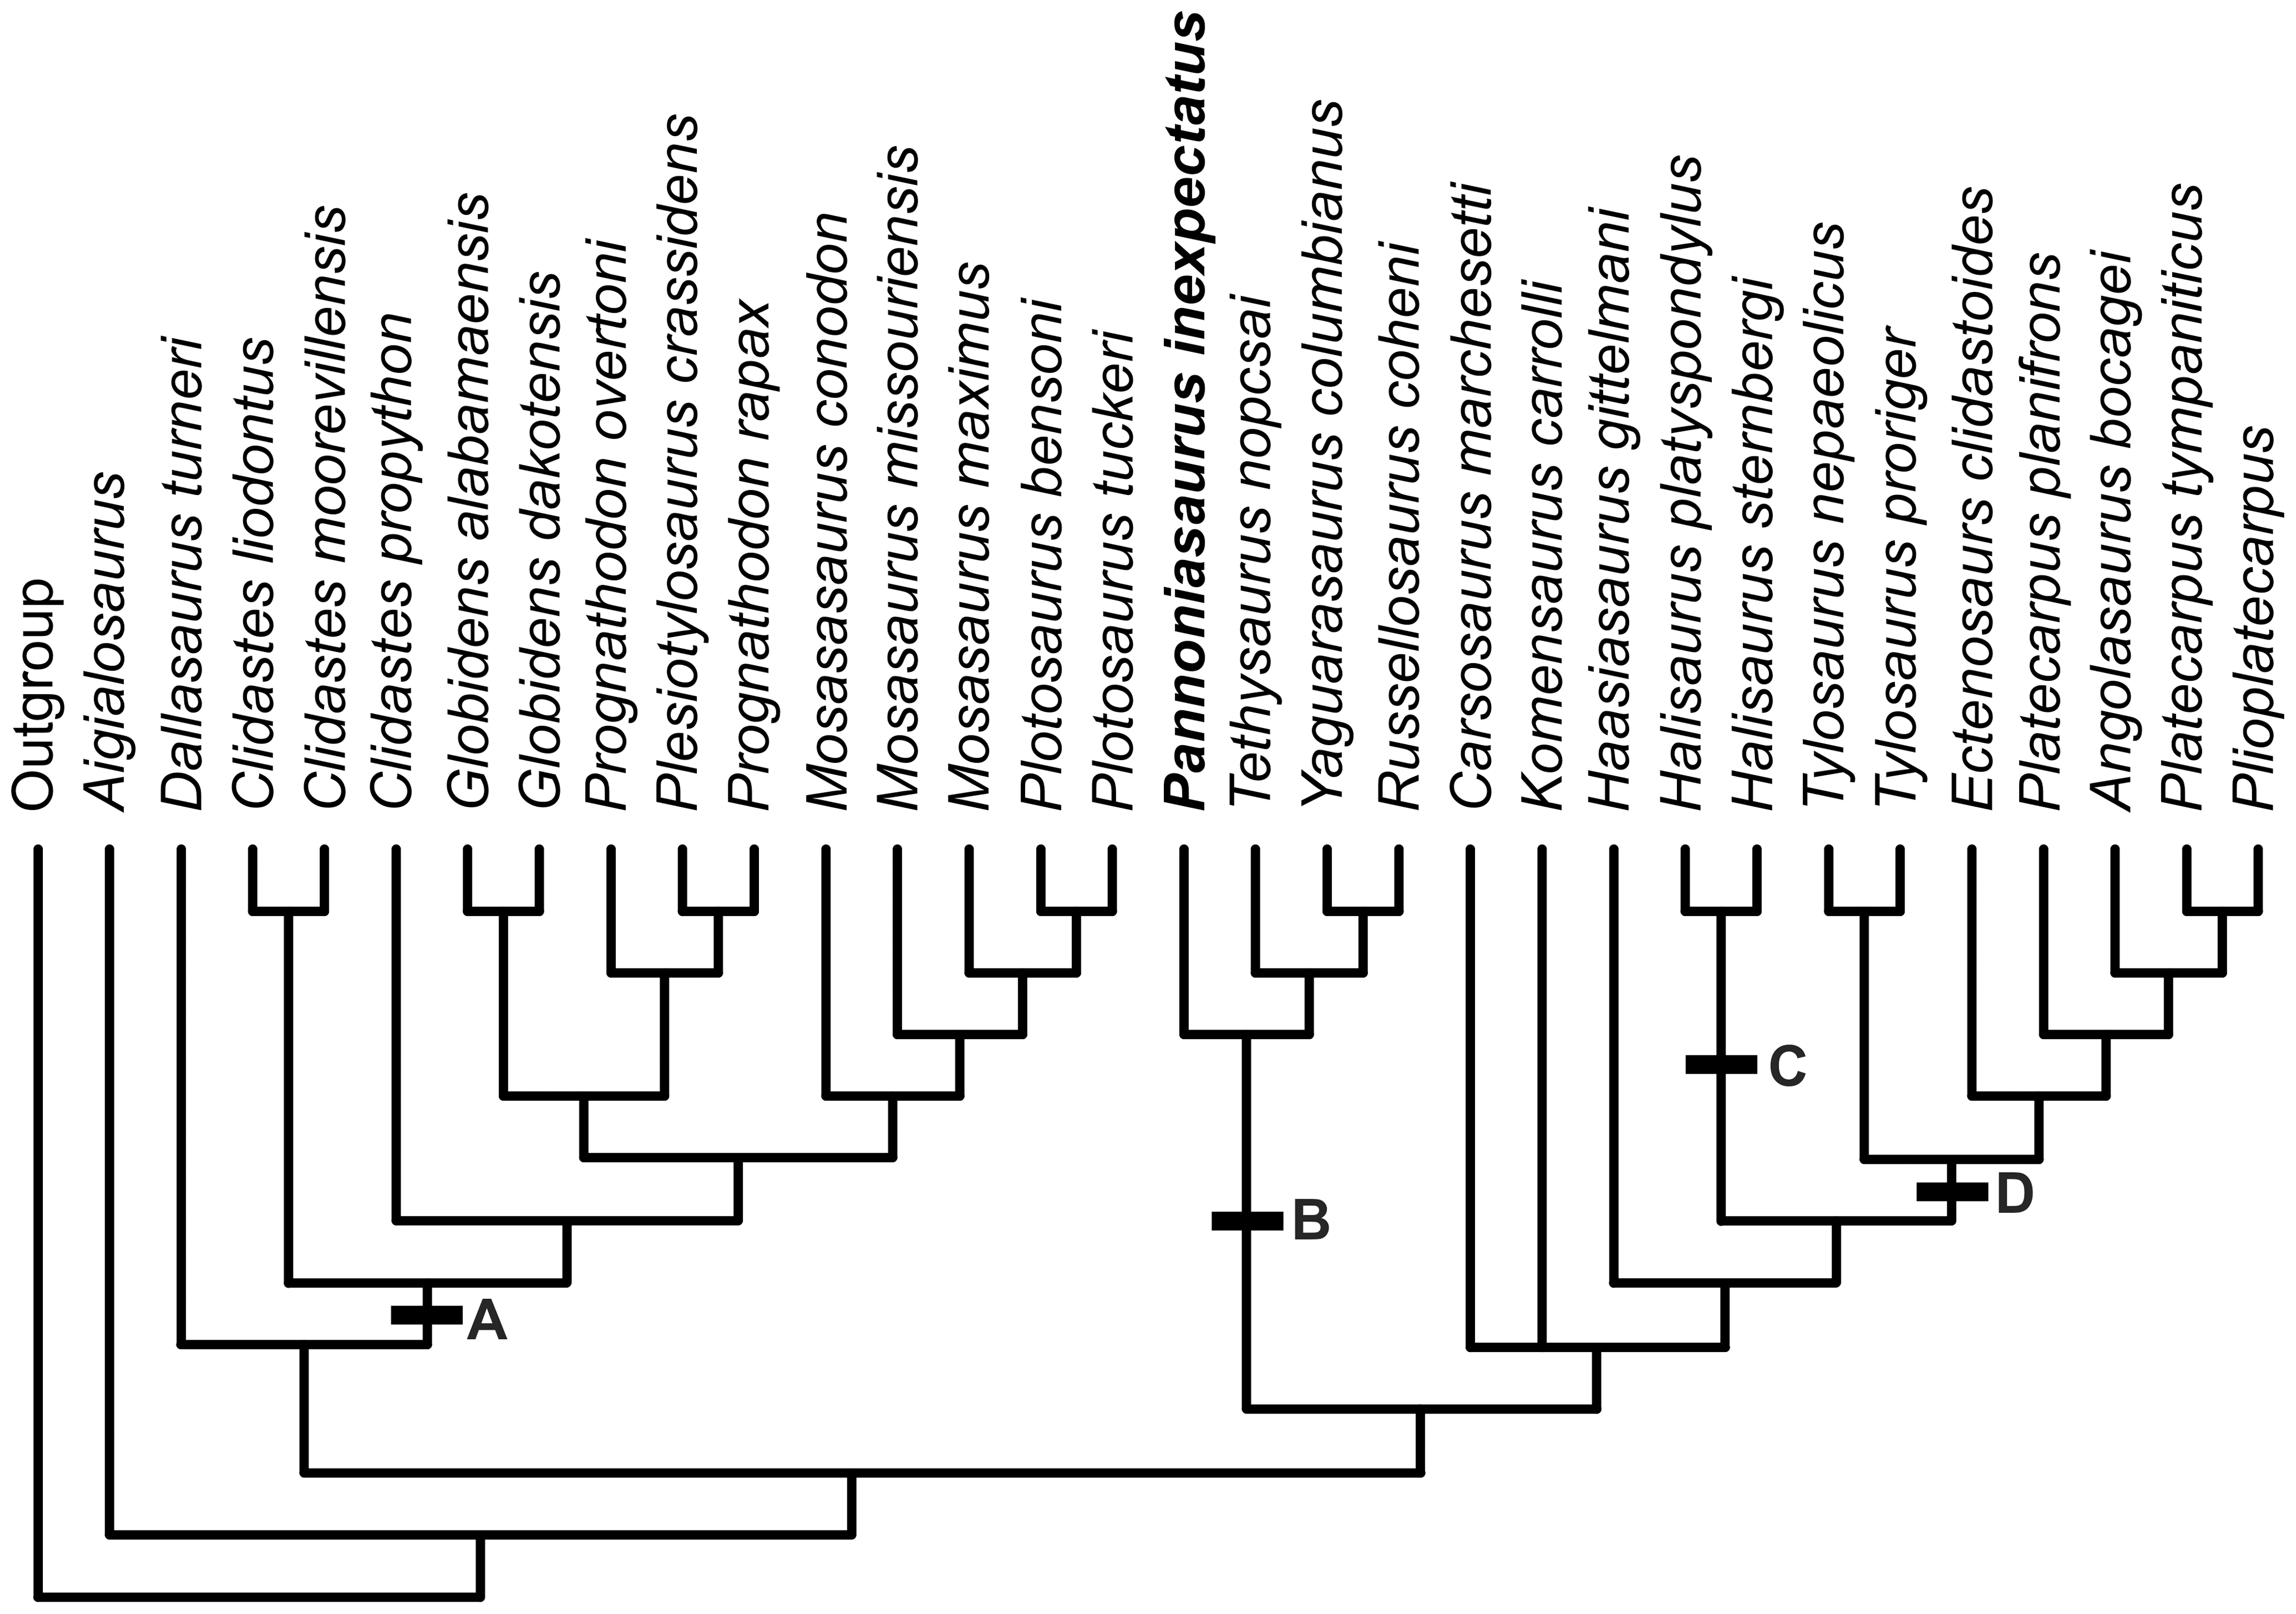 Outgroup
Aigialosaurus
Dallasaurus turneri
Clidastes liodontus
Clidastes moorevillensis
Clidastes propython
Globidens alabamaensis
Globidens dakotensis
Prognathodon overtoni
Plesiotylosaurus crassidens
Prognathodon rapax
Mosasaurus conodon
Mosasaurus missouriensis
Mosasaurus maximus
Plotosaurus bensoni
Plotosaurus tuckeri
Pannoniasaurus inexpectatus
Tethysaurus nopcsai
Yaguarasaurus columbianus
Russellosaurus coheni
Carsosaurus marchesetti
Komensaurus carrolli
Haasiasaurus gittelmani
Halisaurus platyspondylus
Halisaurus sternbergi
Tylosaurus nepaeolicus
Tylosaurus proriger
Ectenosaurs clidastoides
Platecarpus planifrons
Angolasaurus bocagei
Platecarpus tympaniticus
Plioplatecarpus
C
D
B
A